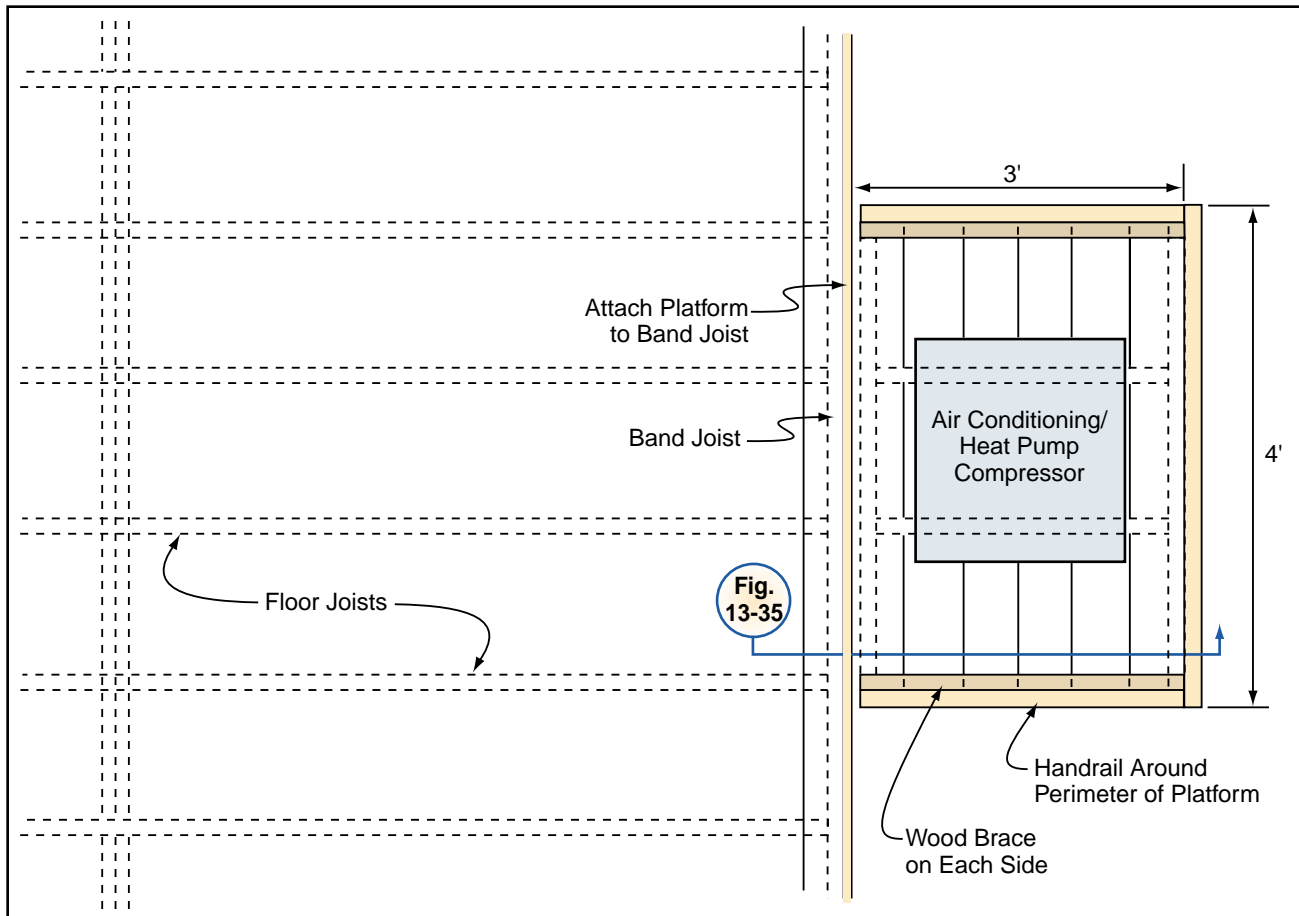 3'
Attach Platform
to Band Joist
Band Joist
Air Conditioning/
Heat Pump
Compressor
4'
Fig.
13-35
Floor Joists
Handrail Around
Perimeter of Platform
Wood Brace
on Each Side